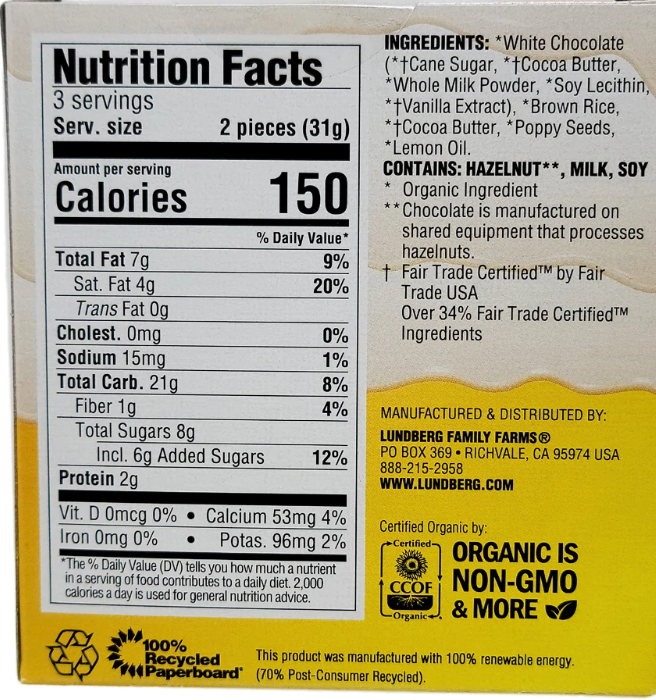 Nutrition Facts
3 servings
Serv. size 2 pieces (31g)
Amount per serving
Calories 150
% Daily Value*
Total Fat 7g 9%
Sat. Fat 4g 20%
Trans Fat 0g
Cholest. 0mg 0%
Sodium 15mg 1%
Total Carb. 21g 8%
Fiber 1g 4%
Total Sugars 8g
Incl. 6g Added Sugars 12%
Protein 2g
Vit. D 0mcg 0% • Calcium 53mg 4%
Iron 0mg 0% • Potas. 96mg 2%
*The % Daily Value (DV) tells you how much a nutrient
in a serving of food contributes to a daily diet. 2,000
calories a day is used for general nutrition advice.
INGREDIENTS: *White Chocolate
(*†Cane Sugar, *†Cocoa Butter,
*Whole Milk Powder, *Soy Lecithin,
*†Vanilla Extract), *Brown Rice,
*†Cocoa Butter, *Poppy Seeds,
*Lemon Oil.
CONTAINS: HAZELNUT**, MILK, SOY
* Organic Ingredient
**Chocolate is manufactured on
shared equipment that processes
hazelnuts.
† Fair Trade Certified™ by Fair
Trade USA
Over 34% Fair Trade Certified™
Ingredients
MANUFACTURED & DISTRIBUTED BY:
LUNDBERG FAMILY FARMS®
PO BOX 369 • RICHVALE, CA 95974 USA
888-215-2958
WWW.LUNDBERG.COM
Certified Organic by:
Certified
CCOF
Organic
ORGANIC IS
NON-GMO
& MORE
100%
Recycled
Paperboard®
This product was manufactured with 100% renewable energy.
(70% Post-Consumer Recycled).